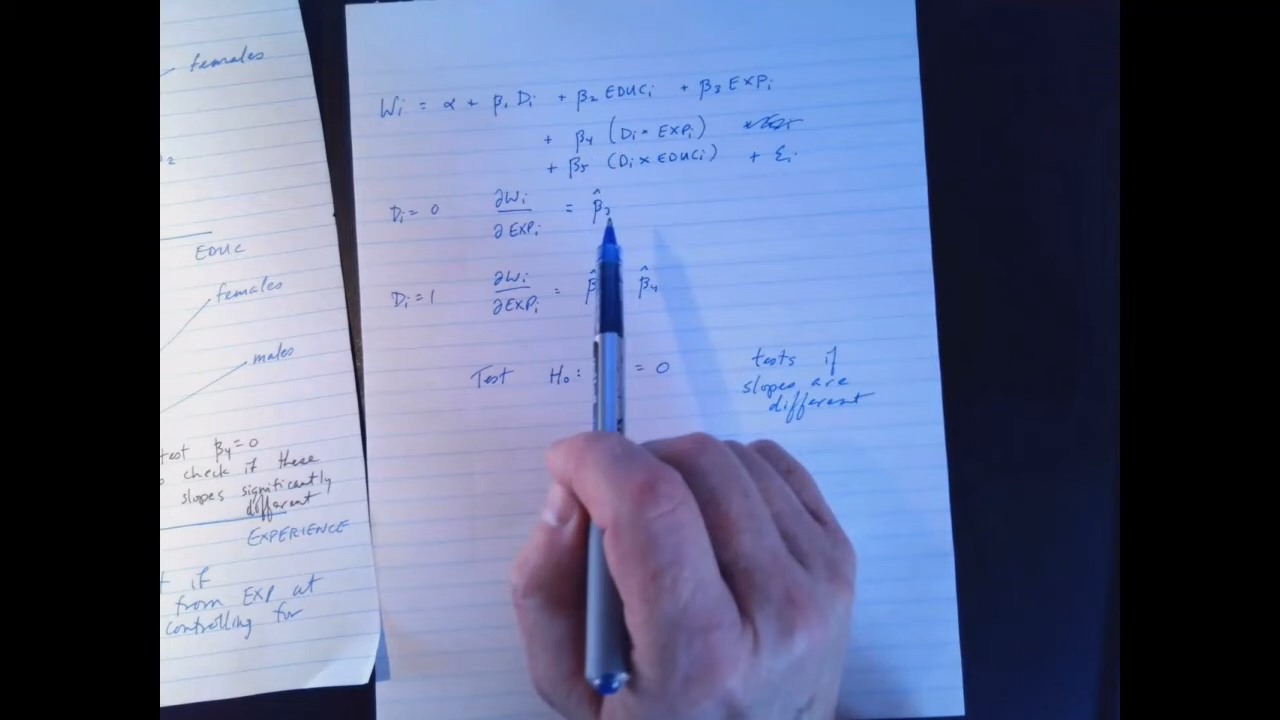 females
2
EDUC
females
males
test β₄ = 0
check if these
slopes significantly
different
EXPERIENCE
if
from EXP at
controlling for
Wᵢ = α + β₁ Dᵢ + β₂ EDUCᵢ + β₃ EXPᵢ
+ β₄ (Dᵢ × EXPᵢ)
+ β₅ (Dᵢ × EDUCᵢ) + εᵢ
Dᵢ = 0 ∂Wᵢ/∂EXPᵢ = β̂₃
Dᵢ = 1 ∂Wᵢ/∂EXPᵢ = β̂ β̂₄
Test H₀: = 0
tests if
slopes are
different